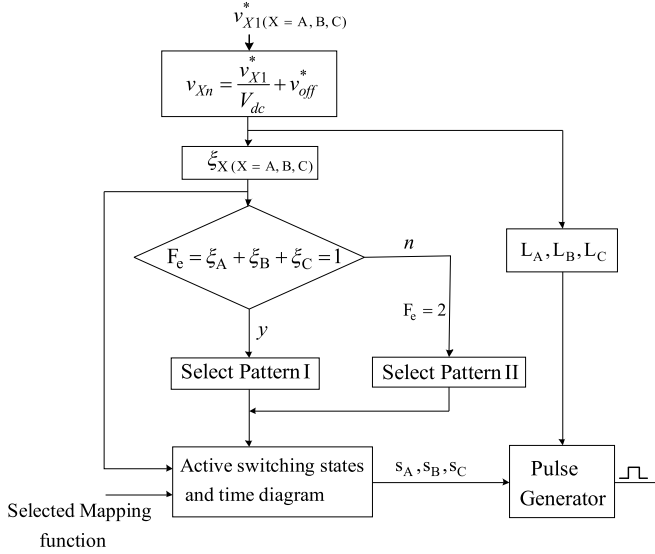 v*X1(X = A, B, C)
vXn = v*X1/Vdc + v*off
ξX(X = A, B, C)
Fe = ξA + ξB + ξC = 1
n
LA, LB, LC
Fe = 2
y
Select Pattern I
Select Pattern II
Active switching states
and time diagram
sA, sB, sC
Pulse
Generator
Selected Mapping
function